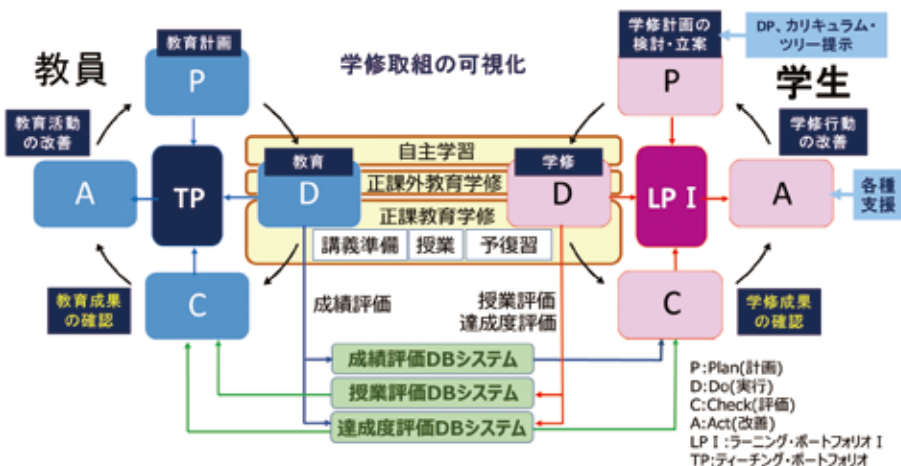 教育計画
P
教員
学修取組の可視化
学修計画の
検討・立案
P
DP、カリキュラム・
ツリー提示
学生
教育活動
の改善
学修行動
の改善
A
TP
教育
D
自主学習
正課外教育学修
正課教育学修
講義準備
授業
予復習
学修
D
LP I
A
各種
支援
教育成果
の確認
C
成績評価
授業評価
達成度評価
C
学修成果
の確認
成績評価DBシステム
授業評価DBシステム
達成度評価DBシステム
P:Plan(計画)
D:Do(実行)
C:Check(評価)
A:Act(改善)
LP I:ラーニング・ポートフォリオ I
TP:ティーチング・ポートフォリオ